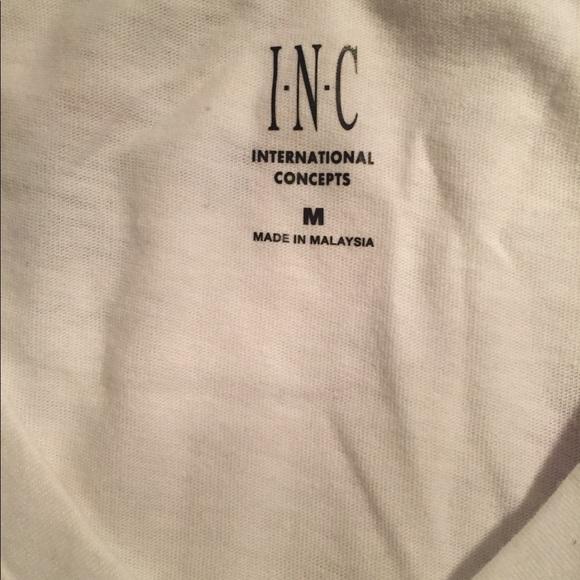 I·N·C
INTERNATIONAL
CONCEPTS
M
MADE IN MALAYSIA